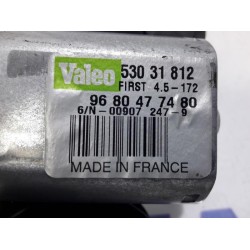 Valeo 530 31 812
FIRST 4.5-172
96 80 47 74 80
6/N-00907 247-9
MADE IN FRANCE